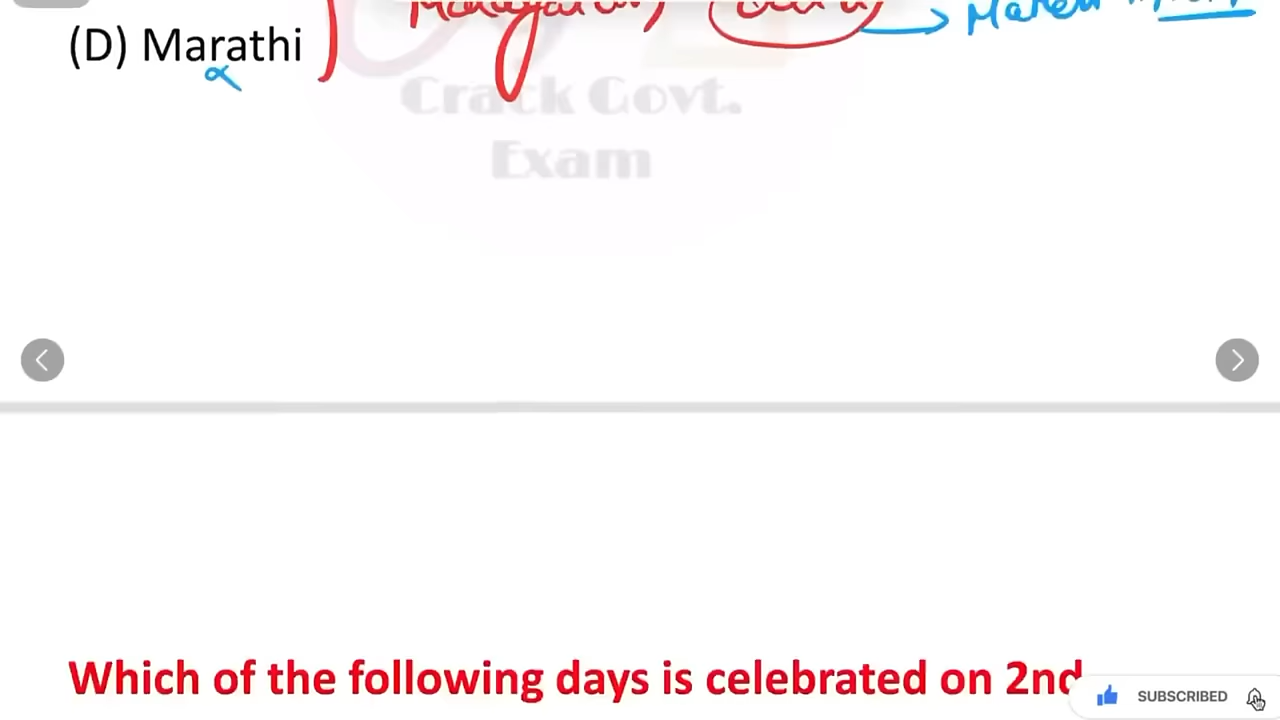 (D) Marathi
Crack Govt.
Exam
Which of the following days is celebrated on 2nd
SUBSCRIBED